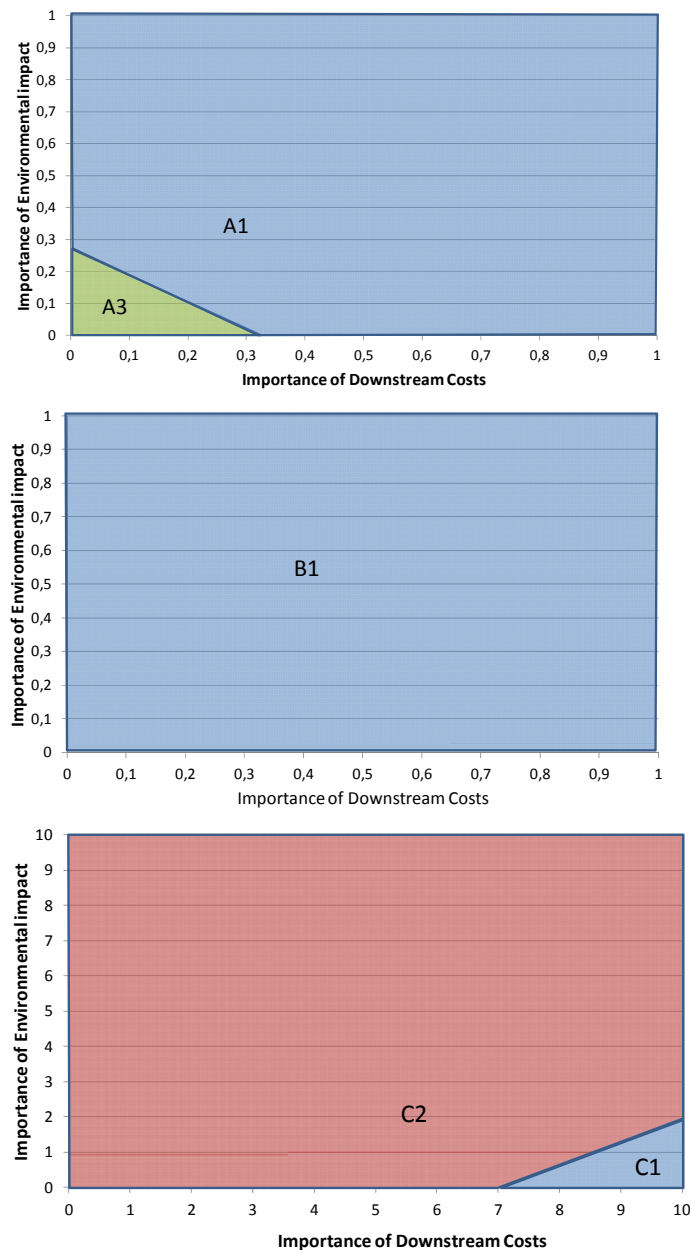 Importance of Environmental impact
1
0,9
0,8
0,7
0,6
0,5
0,4
0,3
0,2
0,1
0
A1
A3
0 0,1 0,2 0,3 0,4 0,5 0,6 0,7 0,8 0,9 1
Importance of Downstream Costs
Importance of Environmental impact
1
0,9
0,8
0,7
0,6
0,5
0,4
0,3
0,2
0,1
0
B1
0 0,1 0,2 0,3 0,4 0,5 0,6 0,7 0,8 0,9 1
Importance of Downstream Costs
Importance of Environmental impact
10
9
8
7
6
5
4
3
2
1
0
C2
C1
0 1 2 3 4 5 6 7 8 9 10
Importance of Downstream Costs